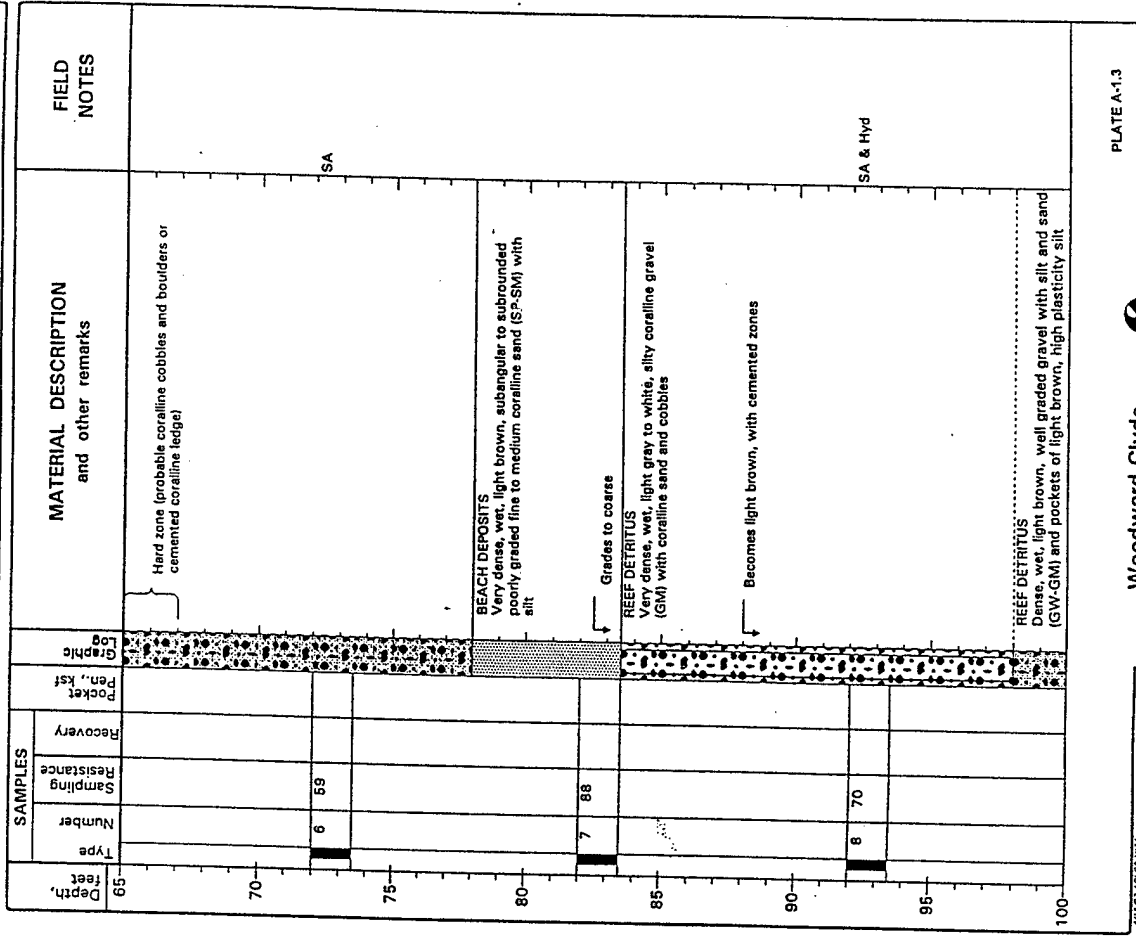 SAMPLES
Depth,
feet
Type
Number
Sampling
Resistance
Recovery
Pocket
Pen., ksf
Graphic
Log
MATERIAL DESCRIPTION
and other remarks
FIELD
NOTES
65
Hard zone (probable coralline cobbles and boulders or
cemented coralline ledge)
70
6 59
SA
75
BEACH DEPOSITS
Very dense, wet, light brown, subangular to subrounded
poorly graded fine to medium coralline sand (SP-SM) with
silt
80
7 88
Grades to coarse
REEF DETRITUS
Very dense, wet, light gray to white, silty coralline gravel
(GM) with coralline sand and cobbles
85
Becomes light brown, with cemented zones
90
8 70
SA & Hyd
95
REEF DETRITUS
Dense, wet, light brown, well graded gravel with silt and sand
(GW-GM) and pockets of light brown, high plasticity silt
100
Woodward-Clyde
PLATE A-1.3